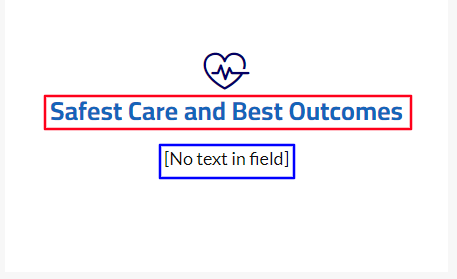 Safest Care and Best Outcomes
[No text in field]